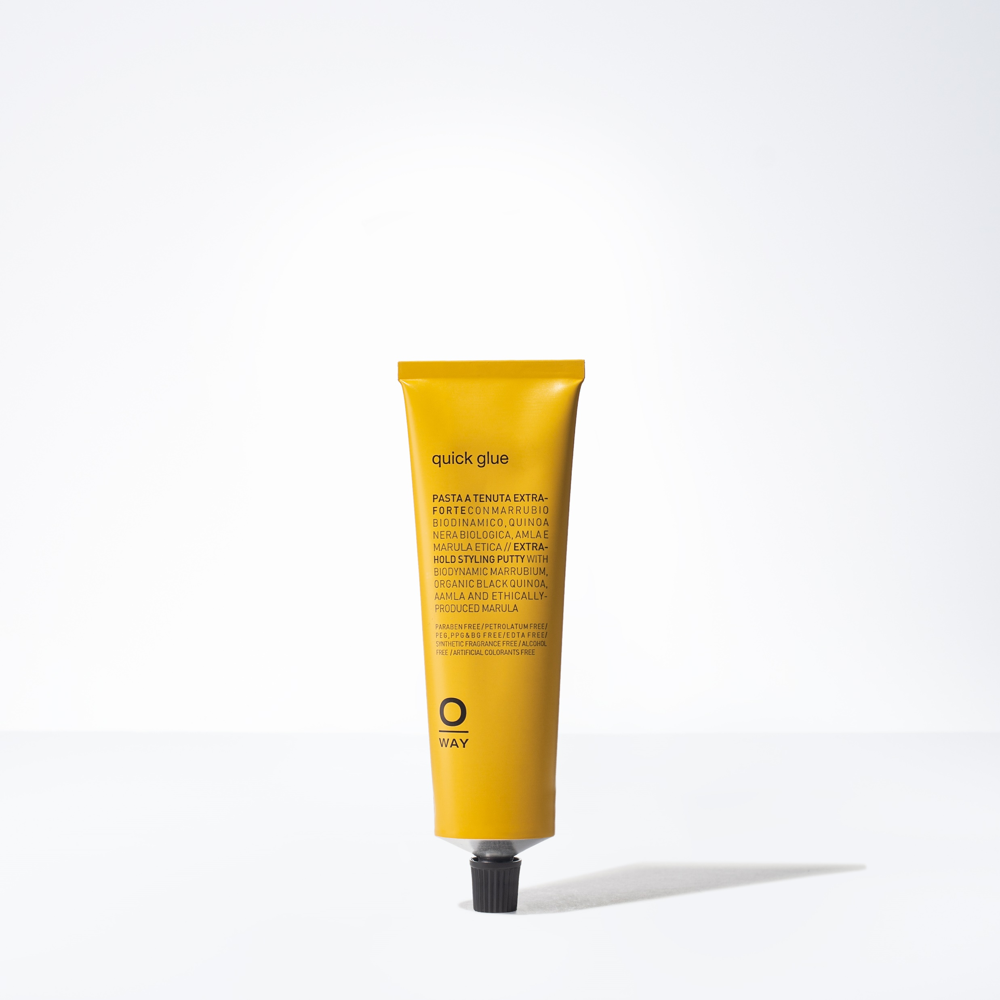 quick glue
PASTA A TENUTA EXTRA-
FORTE CON MARRUBIO
BIODINAMICO, QUINOA
NERA BIOLOGICA, AMLA E
MARULA ETICA // EXTRA-
HOLD STYLING PUTTY WITH
BIODYNAMIC MARRUBIUM,
ORGANIC BLACK QUINOA,
AAMLA AND ETHICALLY-
PRODUCED MARULA
PARABEN FREE/PETROLATUM FREE/
PEG, PPG & BG FREE/EDTA FREE/
SYNTHETIC FRAGRANCE FREE / ALCOHOL
FREE / ARTIFICIAL COLORANTS FREE
O
WAY